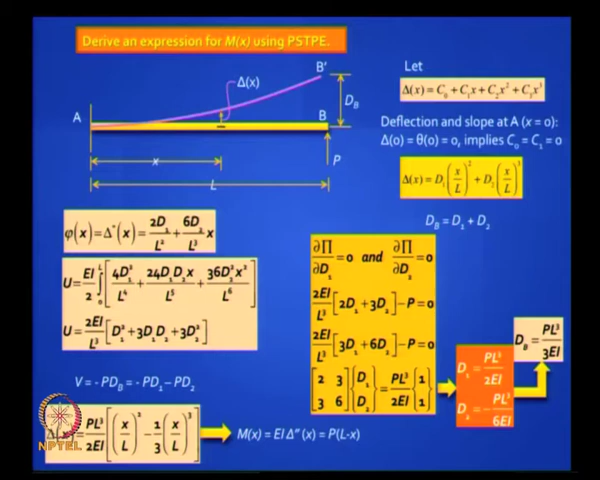 Derive an expression for M(x) using PSTPE.
B'
Δ(x)
A
B
D_B
x
P
L
Let
Δ(x) = C₀ + C₁x + C₂x² + C₃x³
Deflection and slope at A (x = 0):
Δ(0) = θ(0) = 0, implies C₀ = C₁ = 0
Δ(x) = D₁(x/L)² + D₂(x/L)³
D_B = D₁ + D₂
φ(x) = Δ″(x) = 2D₁/L² + 6D₂/L³ x
U = EI/2 ∫₀ᴸ [4D₁²/L⁴ + 24D₁D₂x/L⁵ + 36D₂²x²/L⁶]
U = 2EI/L³ [D₁² + 3D₁D₂ + 3D₂²]
V = - PD_B = - PD₁ - PD₂
∂Π/∂D₁ = 0 and ∂Π/∂D₂ = 0
2EI/L³ [2D₁ + 3D₂] - P = 0
2EI/L³ [3D₁ + 6D₂] - P = 0
[2 3; 3 6]{D₁; D₂} = PL³/2EI {1; 1}
D₁ = PL³/2EI
D₂ = -PL³/6EI
D_B = PL³/3EI
Δ(x) = PL³/2EI [(x/L)² - 1/3 (x/L)³]
M(x) = EI Δ″ (x) = P(L-x)
NPTEL